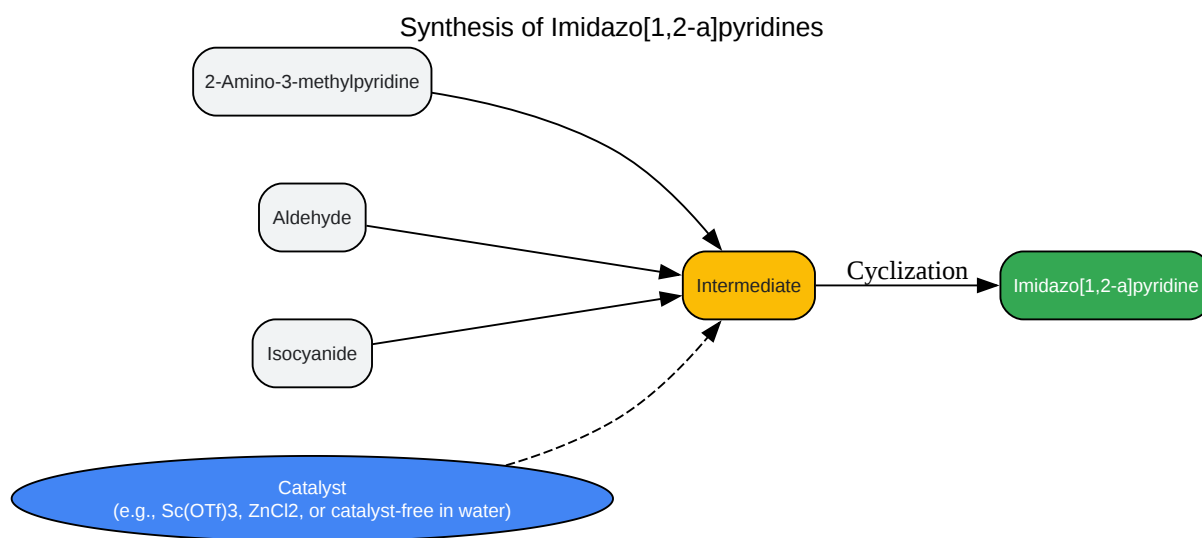 Synthesis of Imidazo[1,2-a]pyridines
2-Amino-3-methylpyridine
Aldehyde
Isocyanide
Intermediate
Cyclization
Imidazo[1,2-a]pyridine
Catalyst
(e.g., Sc(OTf)3, ZnCl2, or catalyst-free in water)